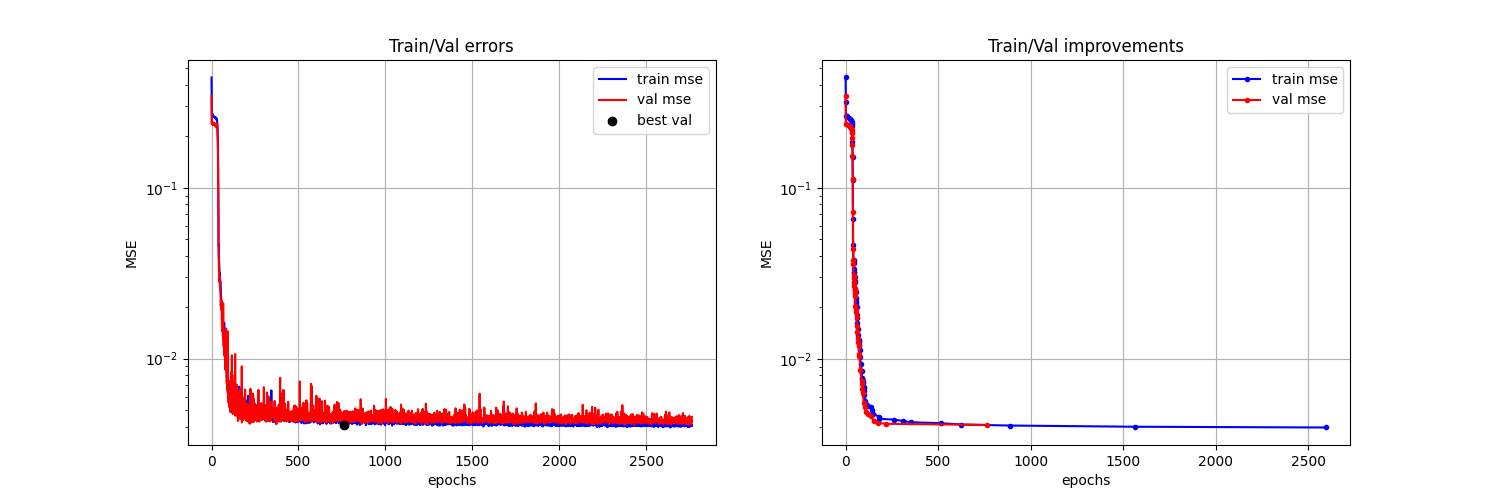 Train/Val errors
MSE
10⁻¹
10⁻²
0 500 1000 1500 2000 2500
epochs
train mse
val mse
best val
Train/Val improvements
MSE
10⁻¹
10⁻²
0 500 1000 1500 2000 2500
epochs
train mse
val mse